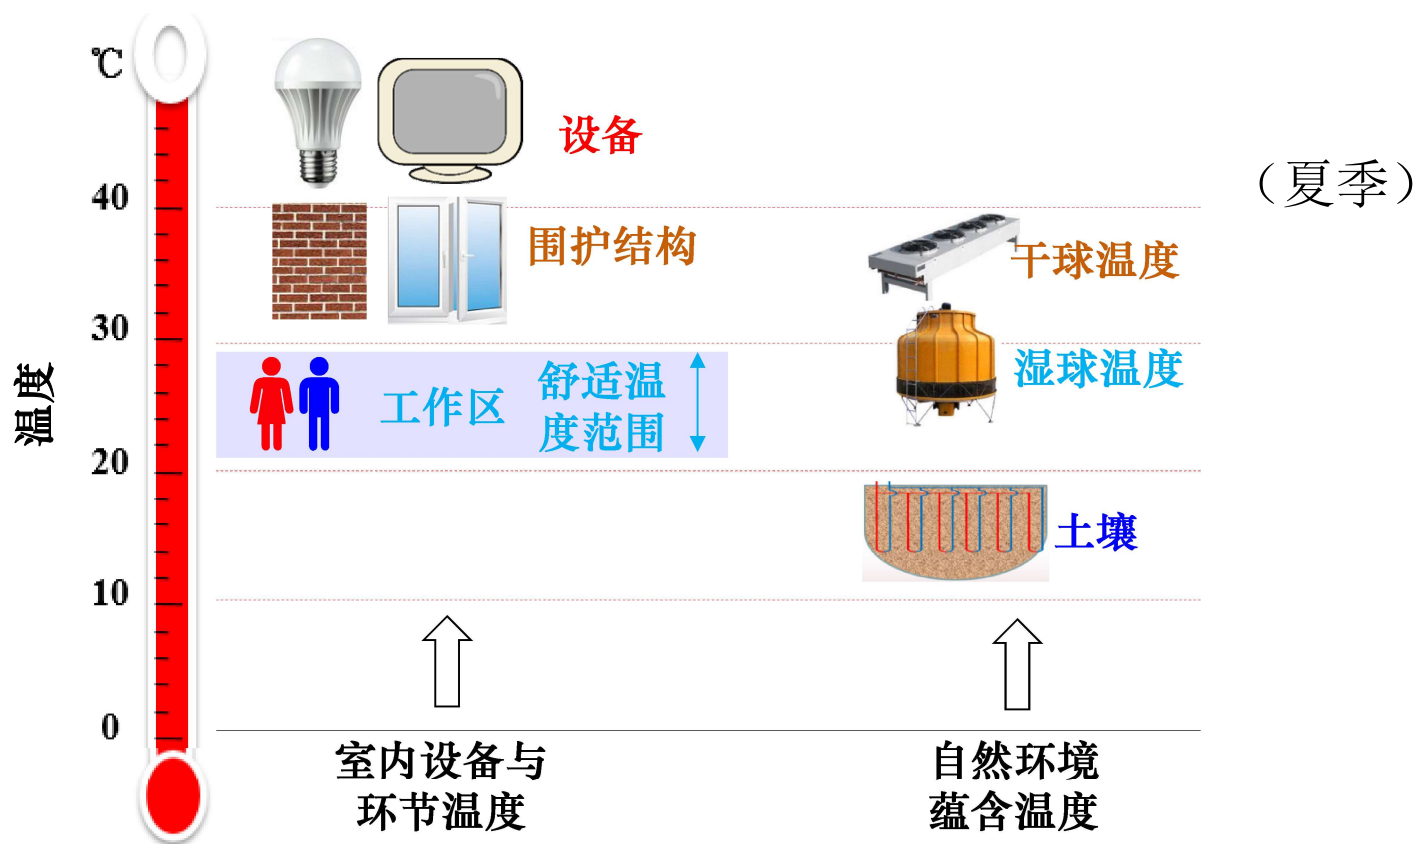 ℃
设备
(夏季)
40
围护结构
干球温度
30
湿球温度
舒适温
度范围
工作区
温度
20
土壤
10
0
室内设备与
环节温度
自然环境
蕴含温度